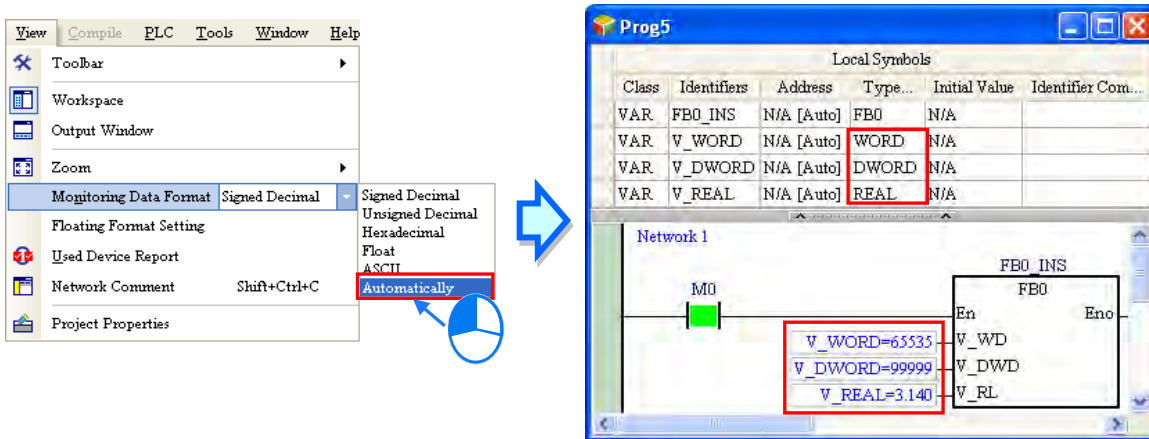 View Compile PLC Tools Window Help
Toolbar
Workspace
Output Window
Zoom
Monitoring Data Format Signed Decimal
Floating Format Setting
Used Device Report
Network Comment Shift+Ctrl+C
Project Properties
Signed Decimal
Unsigned Decimal
Hexadecimal
Float
ASCII
Automatically
Prog5
Local Symbols
Class Identifiers Address Type... Initial Value Identifier Com...
VAR FB0_INS N/A [Auto] FB0 N/A
VAR V_WORD N/A [Auto] WORD N/A
VAR V_DWORD N/A [Auto] DWORD N/A
VAR V_REAL N/A [Auto] REAL N/A
Network 1
FB0_INS
M0 FB0
En Eno
V_WORD=65535 V_WD
V_DWORD=99999 V_DWD
V_REAL=3.140 V_RL